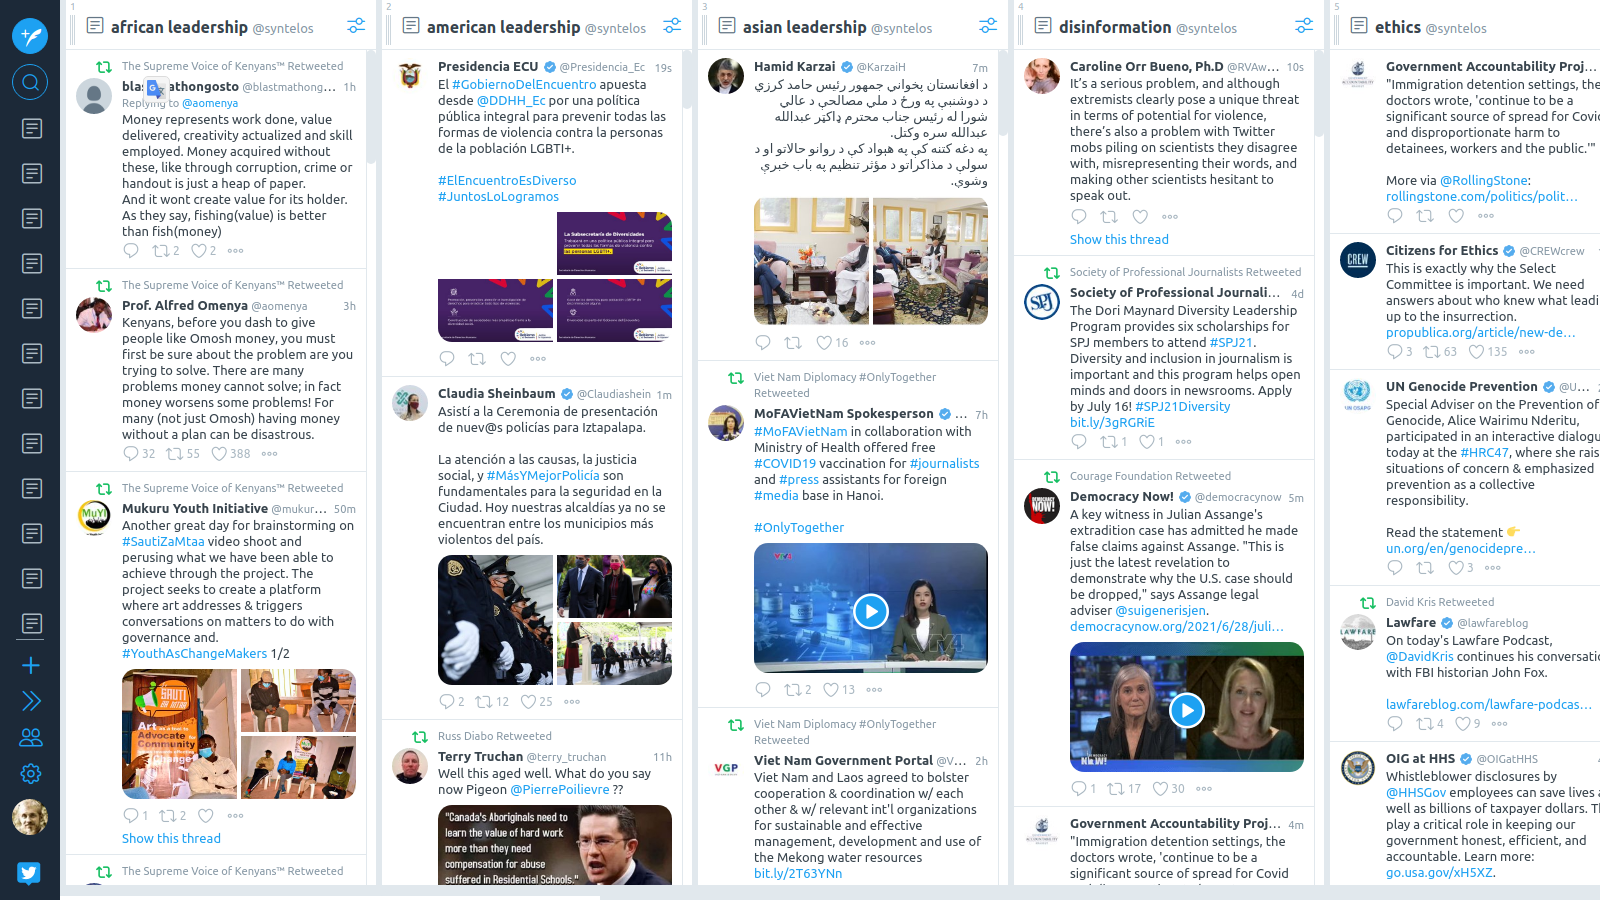 1
african leadership @syntelos
The Supreme Voice of Kenyans™ Retweeted
@blastmathong… 1h
Replying to @aomenya
Money represents work done, value
delivered, creativity actualized and skill
employed. Money acquired without
these, like through corruption, crime or
handout is just a heap of paper.
And it wont create value for its holder.
As they say, fishing(value) is better
than fish(money)
2 2
The Supreme Voice of Kenyans™ Retweeted
Prof. Alfred Omenya @aomenya 3h
Kenyans, before you dash to give
people like Omosh money, you must
first be sure about the problem are you
trying to solve. There are many
problems money cannot solve; in fact
money worsens some problems! For
many (not just Omosh) having money
without a plan can be disastrous.
32 55 388
The Supreme Voice of Kenyans™ Retweeted
MuYI
Mukuru Youth Initiative @mukur… 50m
Another great day for brainstorming on
#SautiZaMtaa video shoot and
perusing what we have been able to
achieve through the project. The
project seeks to create a platform
where art addresses & triggers
conversations on matters to do with
governance and.
#YouthAsChangeMakers 1/2
SAUTI
Art
Advocate
Community
1 2
Show this thread
The Supreme Voice of Kenyans™ Retweeted
2
american leadership @syntelos
Presidencia ECU @Presidencia_Ec 19s
El #GobiernoDelEncuentro apuesta
desde @DDHH_Ec por una política
pública integral para prevenir todas las
formas de violencia contra la personas
de la población LGBTI+.
#ElEncuentroEsDiverso
#JuntosLoLogramos
La Subsecretaría de Diversidades
Claudia Sheinbaum @Claudiashein 1m
Asistí a la Ceremonia de presentación
de nuev@s policías para Iztapalapa.
La atención a las causas, la justicia
social, y #MásYMejorPolicía son
fundamentales para la seguridad en la
Ciudad. Hoy nuestras alcaldías ya no se
encuentran entre los municipios más
violentos del país.
2 12 25
Russ Diabo Retweeted
Terry Truchan @terry_truchan 11h
Well this aged well. What do you say
now Pigeon @PierrePoilievre ??
"Canada's Aboriginals need to
learn the value of hard work
more than they need
compensation for abuse
suffered in Residential Schools."
3
asian leadership @syntelos
Hamid Karzai @KarzaiH 7m
د افغانستان پخواني جمهور رئیس حامد کرزي
د دوشنبې په ورځ د ملي مصالحې د عالي
شورا له رئیس جناب محترم ډاکټر عبدالله
عبدالله سره وکتل.
په دغه کتنه کې په هېواد کې د روانو حالاتو او د
سولې د مذاکراتو د مؤثر تنظیم په باب خبرې
وشوې.
16
Viet Nam Diplomacy #OnlyTogether
Retweeted
MoFAVietNam Spokesperson … 7h
#MoFAVietNam in collaboration with
Ministry of Health offered free
#COVID19 vaccination for #journalists
and #press assistants for foreign
#media base in Hanoi.
#OnlyTogether
VTV4
2 13
Viet Nam Diplomacy #OnlyTogether
Retweeted
VGP
Viet Nam Government Portal @V… 2h
Viet Nam and Laos agreed to bolster
cooperation & coordination w/ each
other & w/ relevant int'l organizations
for sustainable and effective
management, development and use of
the Mekong water resources
bit.ly/2T63YNn
4
disinformation @syntelos
Caroline Orr Bueno, Ph.D @RVAw… 10s
It's a serious problem, and although
extremists clearly pose a unique threat
in terms of potential for violence,
there's also a problem with Twitter
mobs piling on scientists they disagree
with, misrepresenting their words, and
making other scientists hesitant to
speak out.
Show this thread
Society of Professional Journalists Retweeted
SPJ
Society of Professional Journali… 4d
The Dori Maynard Diversity Leadership
Program provides six scholarships for
SPJ members to attend #SPJ21.
Diversity and inclusion in journalism is
important and this program helps open
minds and doors in newsrooms. Apply
by July 16! #SPJ21Diversity
bit.ly/3gRGRiE
1 1
Courage Foundation Retweeted
DEMOCRACY NOW!
Democracy Now! @democracynow 5m
A key witness in Julian Assange's
extradition case has admitted he made
false claims against Assange. "This is
just the latest revelation to
demonstrate why the U.S. case should
be dropped," says Assange legal
adviser @suigenerisjen.
democracynow.org/2021/6/28/juli…
NOW!
1 17 30
Government Accountability Proj… 4m
"Immigration detention settings, the
doctors wrote, 'continue to be a
significant source of spread for Covid
5
ethics @syntelos
Government Accountability Proj…
"Immigration detention settings, the
doctors wrote, 'continue to be a
significant source of spread for Covi
and disproportionate harm to
detainees, workers and the public.'"
More via @RollingStone:
rollingstone.com/politics/polit…
CREW
Citizens for Ethics @CREWcrew
This is exactly why the Select
Committee is important. We need
answers about who knew what leadi
up to the insurrection.
propublica.org/article/new-de…
3 63 135
UN Genocide Prevention @U…
Special Adviser on the Prevention of
Genocide, Alice Wairimu Nderitu,
participated in an interactive dialogu
today at the #HRC47, where she rais
situations of concern & emphasized
prevention as a collective
responsibility.
Read the statement
un.org/en/genocidepre…
3
David Kris Retweeted
LAWFARE
Lawfare @lawfareblog
On today's Lawfare Podcast,
@DavidKris continues his conversatio
with FBI historian John Fox.
lawfareblog.com/lawfare-podcas…
4 9
OIG at HHS @OIGatHHS
Whistleblower disclosures by
@HHSGov employees can save lives a
well as billions of taxpayer dollars. Th
play a critical role in keeping our
government honest, efficient, and
accountable. Learn more:
go.usa.gov/xH5XZ.